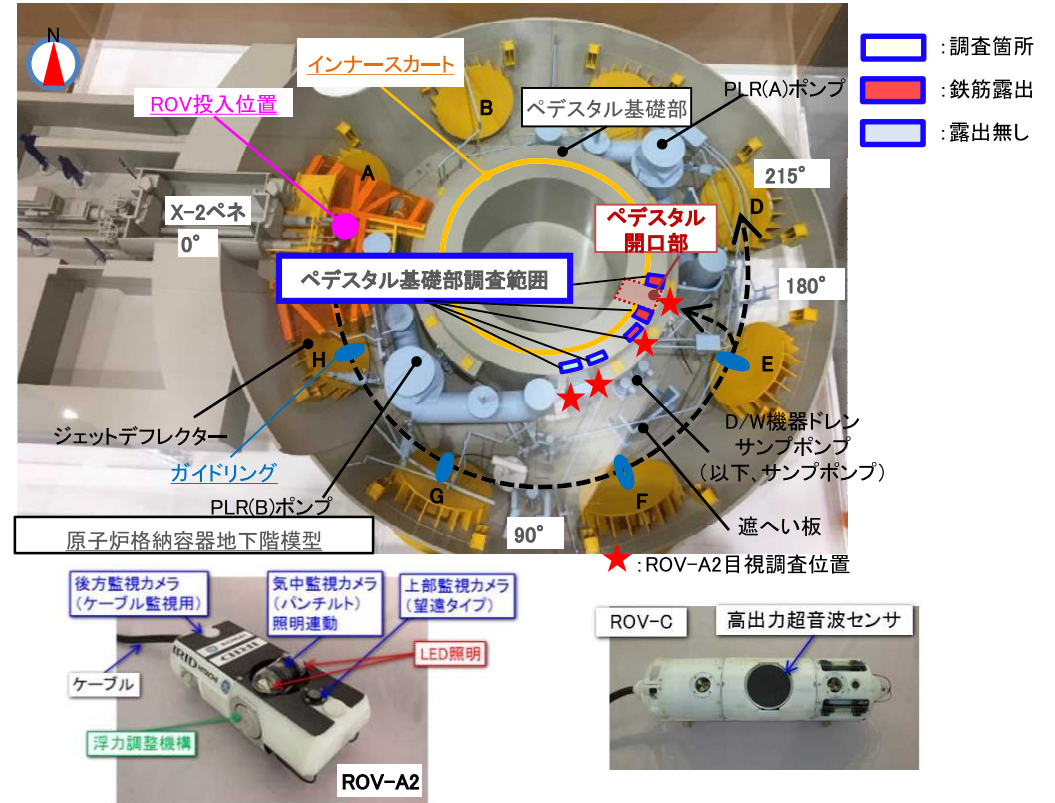 N
インナースカート
ROV投入位置
B
ペデスタル基礎部
PLR(A)ポンプ
：調査箇所
：鉄筋露出
：露出無し
A
215°
D
X-2ペネ
0°
ペデスタル
開口部
ペデスタル基礎部調査範囲
180°
H
E
ジェットデフレクター
ガイドリング
G
F
D/W機器ドレン
サンプポンプ
（以下、サンプポンプ）
PLR(B)ポンプ
90°
遮へい板
原子炉格納容器地下階模型
：ROV-A2目視調査位置
後方監視カメラ
(ケーブル監視用)
気中監視カメラ
(パンチルト)
照明連動
上部監視カメラ
(望遠タイプ)
LED照明
ケーブル
IRID
浮力調整機構
ROV-A2
ROV-C
高出力超音波センサ